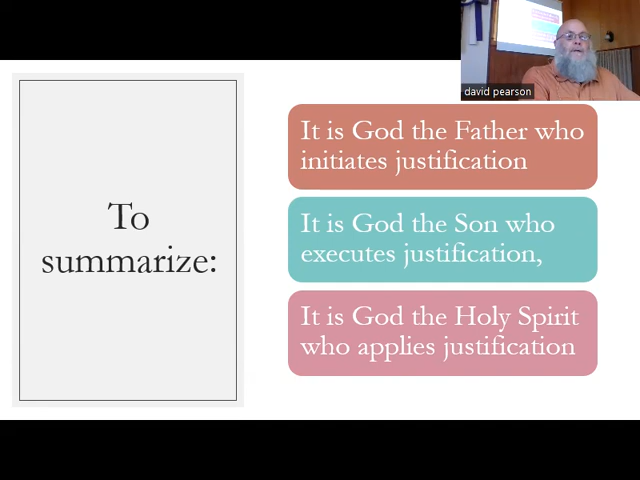 david pearson
To
summarize:
It is God the Father who
initiates justification
It is God the Son who
executes justification,
It is God the Holy Spirit
who applies justification